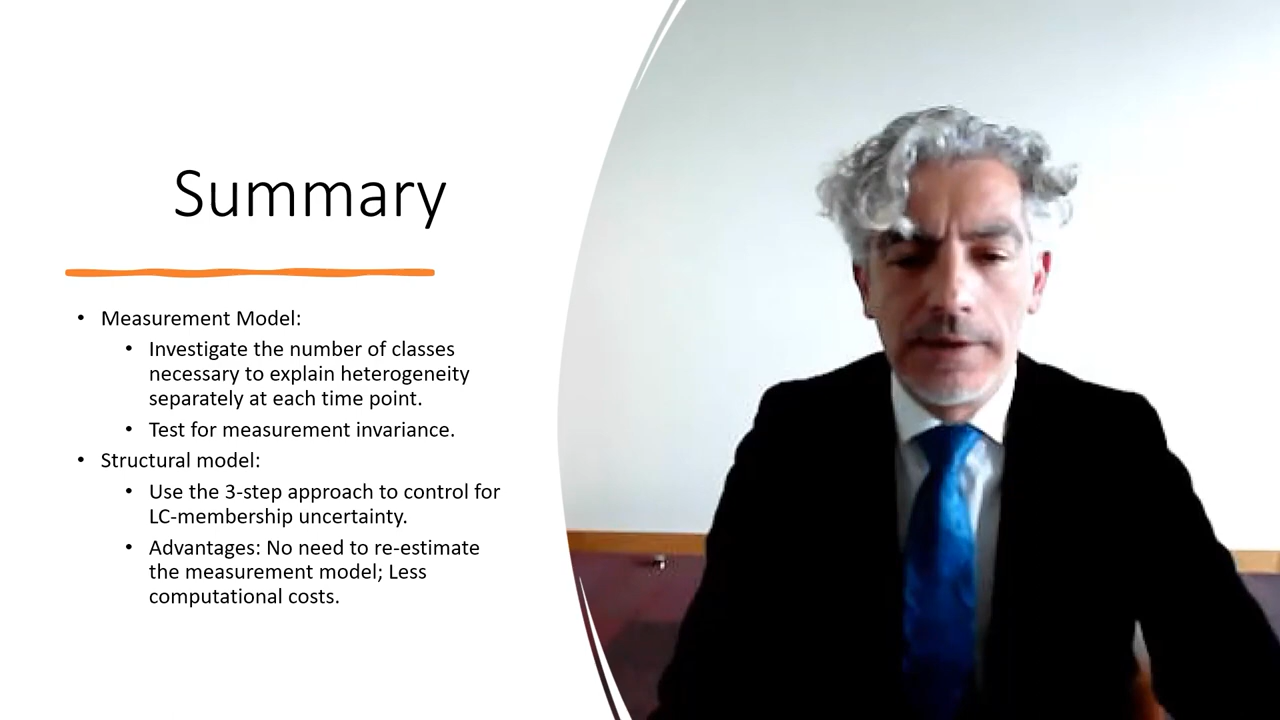 Summary
• Measurement Model:
• Investigate the number of classes
necessary to explain heterogeneity
separately at each time point.
• Test for measurement invariance.
• Structural model:
• Use the 3-step approach to control for
LC-membership uncertainty.
• Advantages: No need to re-estimate
the measurement model; Less
computational costs.